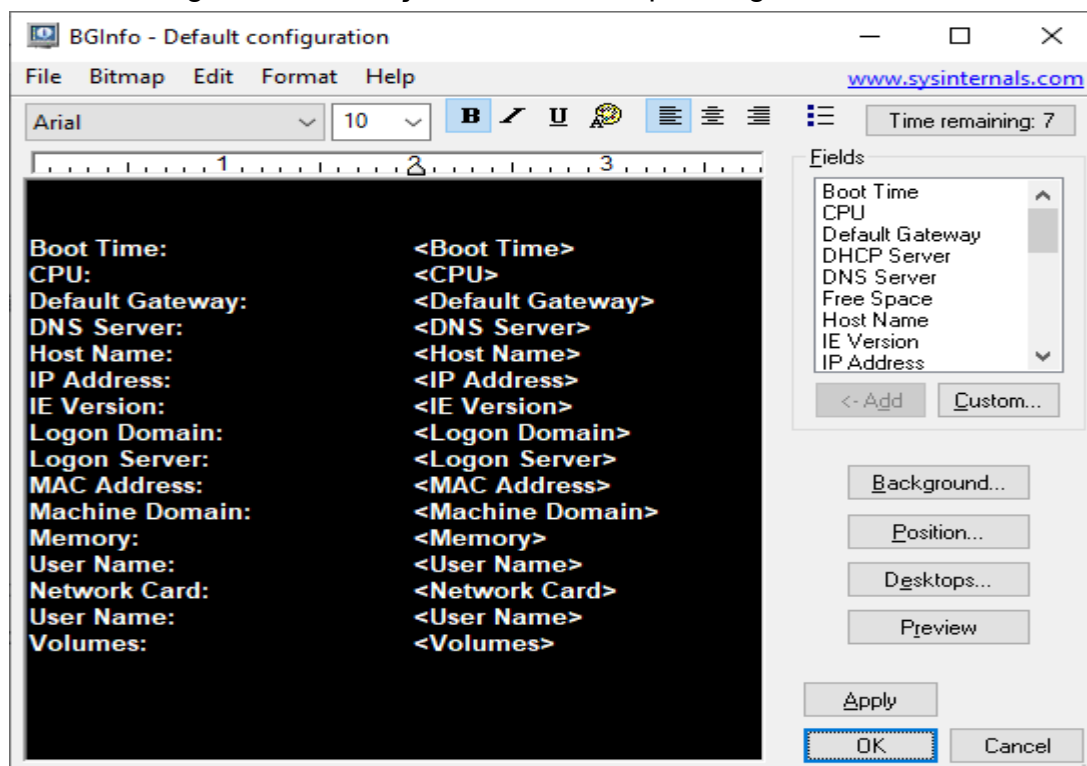 BGInfo - Default configuration
File Bitmap Edit Format Help www.sysinternals.com
Arial 10 B I U Time remaining: 7
1 2 3
Fields
Boot Time
CPU
Default Gateway
DHCP Server
DNS Server
Free Space
Host Name
IE Version
IP Address
<- Add Custom...
Boot Time: <Boot Time>
CPU: <CPU>
Default Gateway: <Default Gateway>
DNS Server: <DNS Server>
Host Name: <Host Name>
IP Address: <IP Address>
IE Version: <IE Version>
Logon Domain: <Logon Domain>
Logon Server: <Logon Server>
MAC Address: <MAC Address>
Machine Domain: <Machine Domain>
Memory: <Memory>
User Name: <User Name>
Network Card: <Network Card>
User Name: <User Name>
Volumes: <Volumes>
Background...
Position...
Desktops...
Preview
Apply
OK Cancel